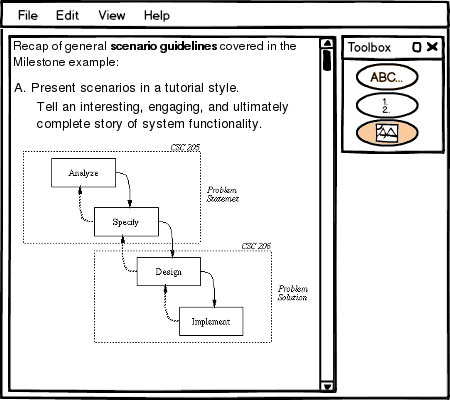 File Edit View Help
Recap of general scenario guidelines covered in the
Milestone example:
A. Present scenarios in a tutorial style.
Tell an interesting, engaging, and ultimately
complete story of system functionality.
CSC 205
Analyze
Problem
Statemet
Specify
CSC 206
Design
Problem
Solution
Implement
Toolbox
ABC...
1.
2.